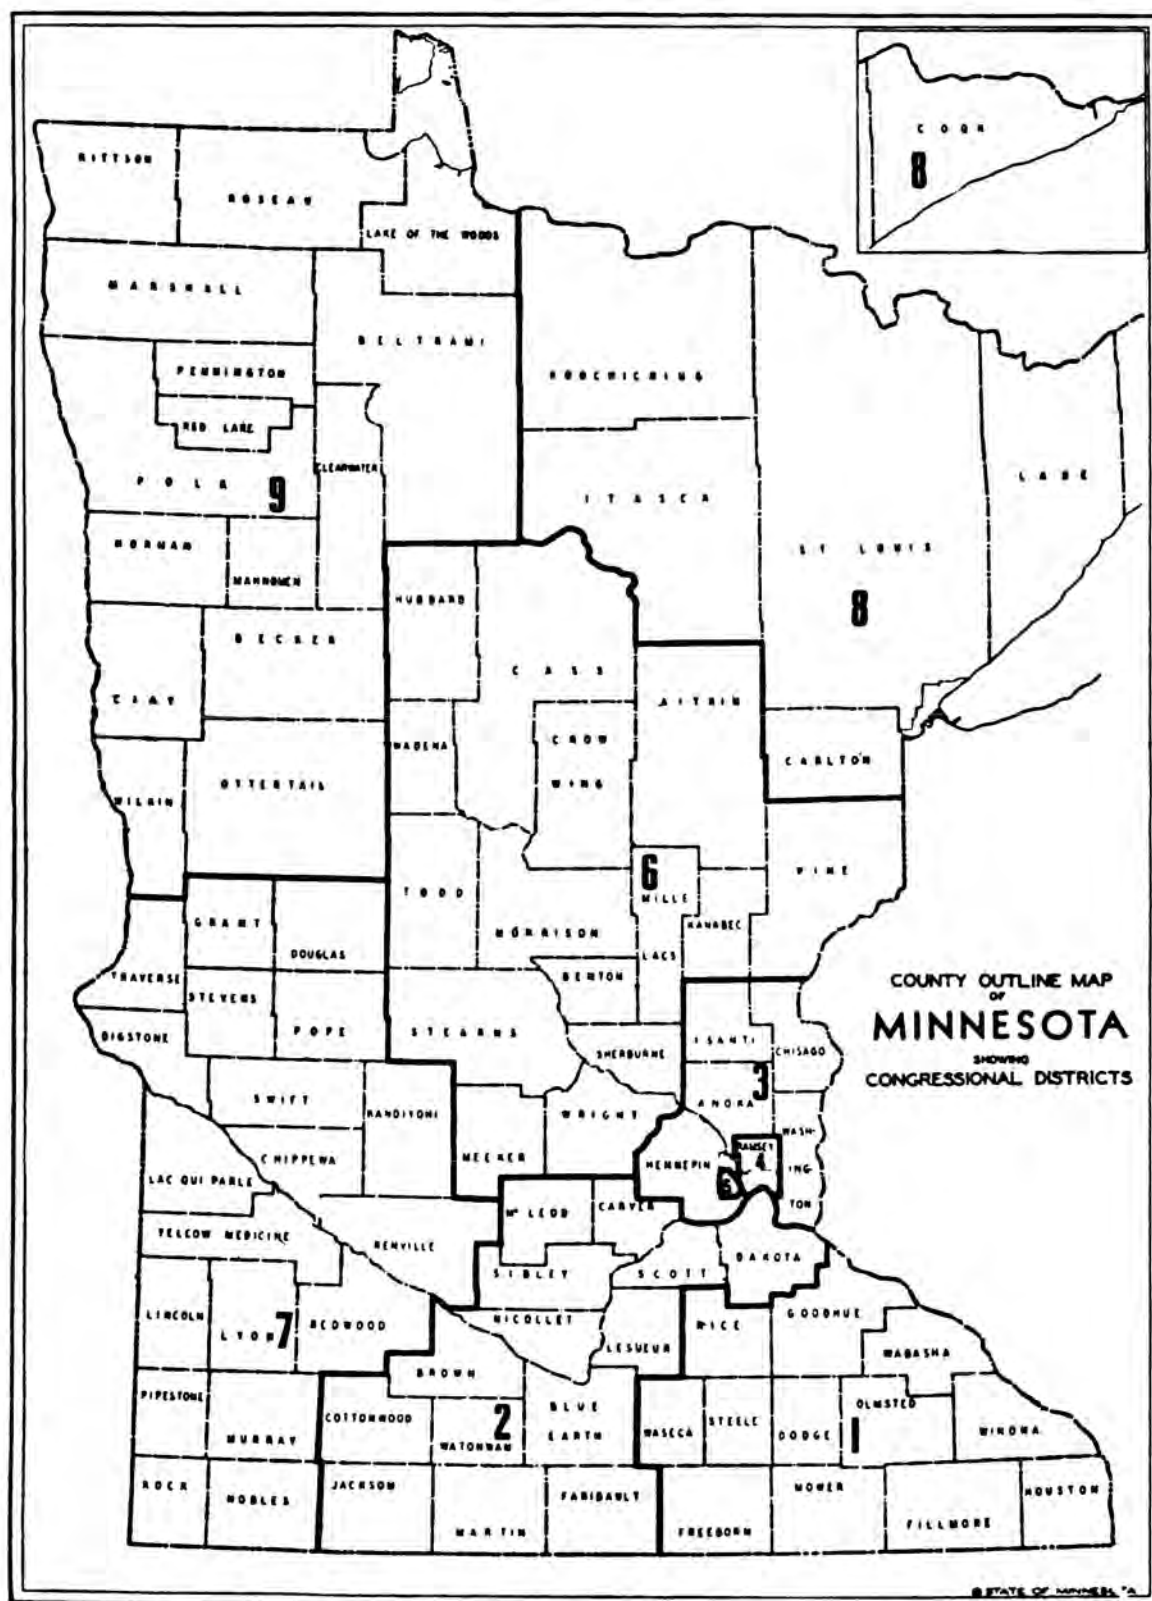 COOK
8
KITTSON
ROSEAU
LAKE OF THE WOODS
MARSHALL
BELTRAMI
PENNINGTON
KOOCHICHING
RED LAKE
CLEARWATER
POLK
9
ITASCA
LAKE
NORMAN
MAHNOMEN
ST LOUIS
8
HUBBARD
BECKER
CASS
CLAY
AITKIN
WADENA
CROW
WING
CARLTON
WILKIN
OTTERTAIL
6
MILLE
LACS
PINE
TODD
KANABEC
GRANT
DOUGLAS
MORRISON
BENTON
TRAVERSE
STEVENS
POPE
STEARNS
BIGSTONE
SHERBURNE
ISANTI
CHISAGO
COUNTY OUTLINE MAP
OF
MINNESOTA
SHOWING
CONGRESSIONAL DISTRICTS
SWIFT
KANDIYOHI
WRIGHT
ANOKA
3
WASH-
ING
TON
CHIPPEWA
MEEKER
HENNEPIN
RAMSEY
4
5
LAC QUI PARLE
Mc LEOD
CARVER
YELLOW MEDICINE
RENVILLE
SIBLEY
SCOTT
DAKOTA
LINCOLN
LYON
7
REDWOOD
NICOLLET
LESUEUR
RICE
GOODHUE
WABASHA
BROWN
PIPESTONE
MURRAY
COTTONWOOD
WATONWAN
2
BLUE
EARTH
WASECA
STEELE
DODGE
OLMSTED
1
WINONA
ROCK
NOBLES
JACKSON
MARTIN
FARIBAULT
FREEBORN
MOWER
FILLMORE
HOUSTON
STATE OF MINNES